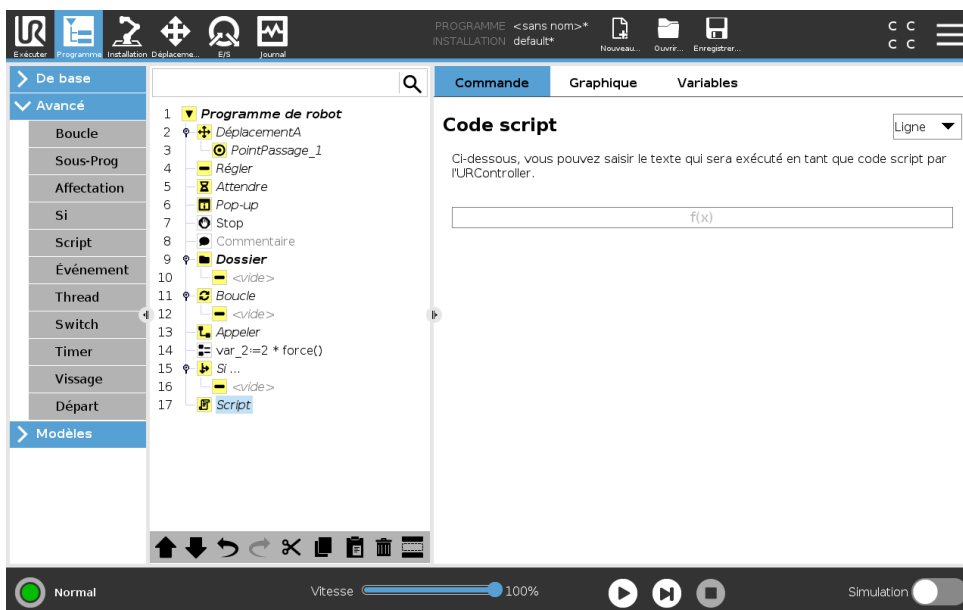 UR
PROGRAMME <sans nom>*
INSTALLATION default*
Exécuter
Programme
Installation
Déplaceme...
E/S
Journal
Nouveau...
Ouvrir...
Enregistrer...
C C
C C
De base
Avancé
Boucle
Sous-Prog
Affectation
Si
Script
Événement
Thread
Switch
Timer
Vissage
Départ
Modèles
1 Programme de robot
2 DéplacementA
3 PointPassage_1
4 Régler
5 Attendre
6 Pop-up
7 Stop
8 Commentaire
9 Dossier
10 <vide>
11 Boucle
12 <vide>
13 Appeler
14 var_2:=2 * force()
15 Si ...
16 <vide>
17 Script
Commande
Graphique
Variables
Code script
Ligne
Ci-dessous, vous pouvez saisir le texte qui sera exécuté en tant que code script par
l'URController.
f(x)
Normal
Vitesse
100%
Simulation